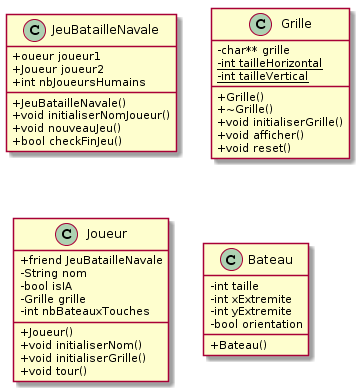 C JeuBatailleNavale
+oueur joueur1
+Joueur joueur2
+int nbJoueursHumains
+JeuBatailleNavale()
+void initialiserNomJoueur()
+void nouveauJeu()
+bool checkFinJeu()
C Grille
-char** grille
-int tailleHorizontal
-int tailleVertical
+Grille()
+~Grille()
+void initialiserGrille()
+void afficher()
+void reset()
C Joueur
+friend JeuBatailleNavale
-String nom
-bool isIA
-Grille grille
-int nbBateauxTouches
+Joueur()
+void initialiserNom()
+void initialiserGrille()
+void tour()
C Bateau
-int taille
-int xExtremite
-int yExtremite
-bool orientation
+Bateau()